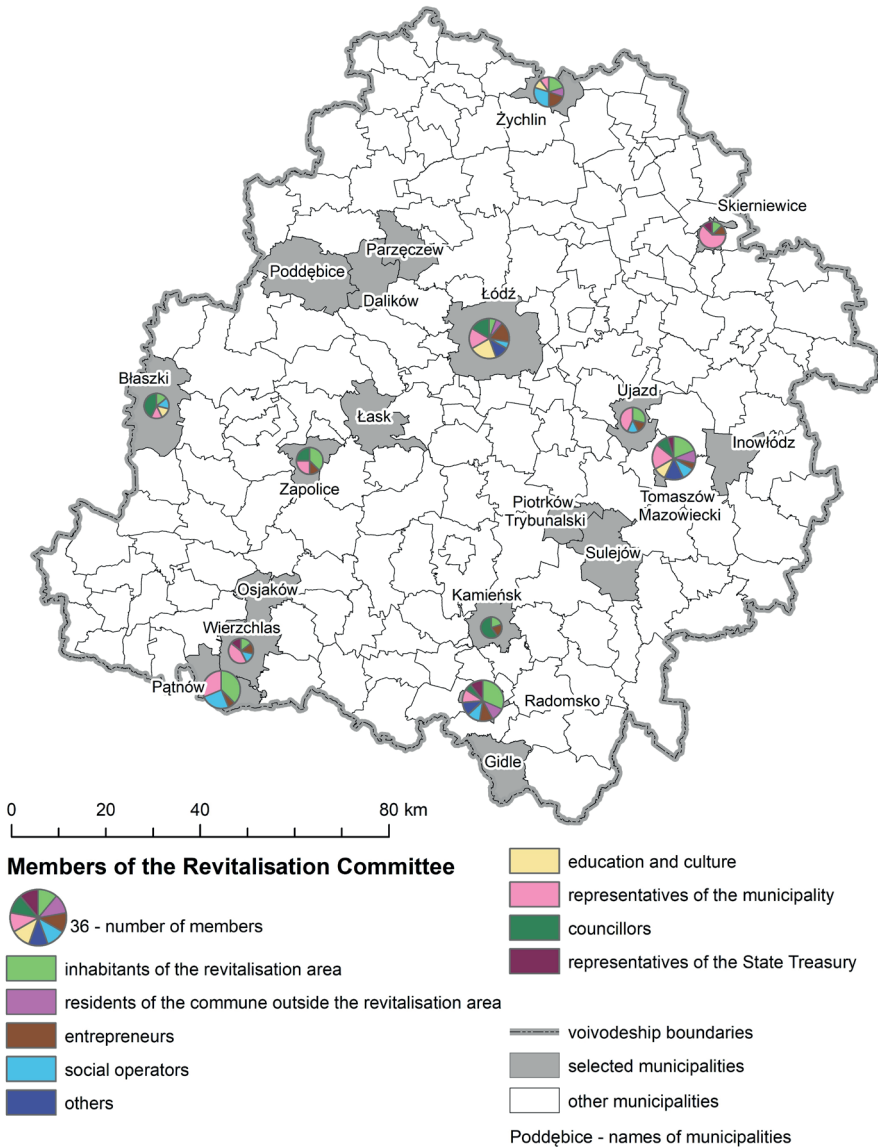 Żychlin
Skierniewice
Parzęczew
Poddębice
Dalików
Łódź
Błaszki
Ujazd
Łask
Inowłódz
Zapolice
Piotrków
Trybunalski
Tomaszów
Mazowiecki
Sulejów
Osjaków
Kamieńsk
Wierzchlas
Pątnów
Radomsko
Gidle
0 20 40 80 km
Members of the Revitalisation Committee
36 - number of members
inhabitants of the revitalisation area
residents of the commune outside the revitalisation area
entrepreneurs
social operators
others
education and culture
representatives of the municipality
councillors
representatives of the State Treasury
voivodeship boundaries
selected municipalities
other municipalities
Poddębice - names of municipalities